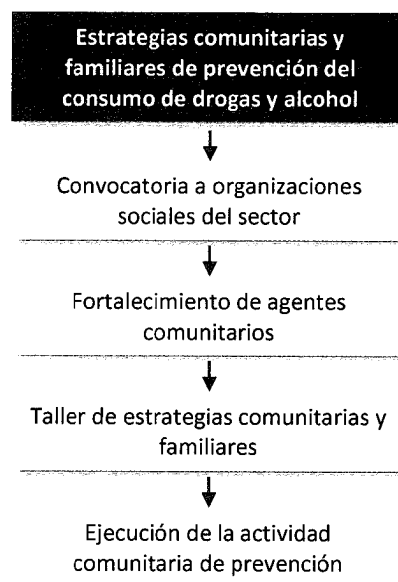 Estrategias comunitarias y
familiares de prevención del
consumo de drogas y alcohol
Convocatoria a organizaciones
sociales del sector
Fortalecimiento de agentes
comunitarios
Taller de estrategias comunitarias y
familiares
Ejecución de la actividad
comunitaria de prevención